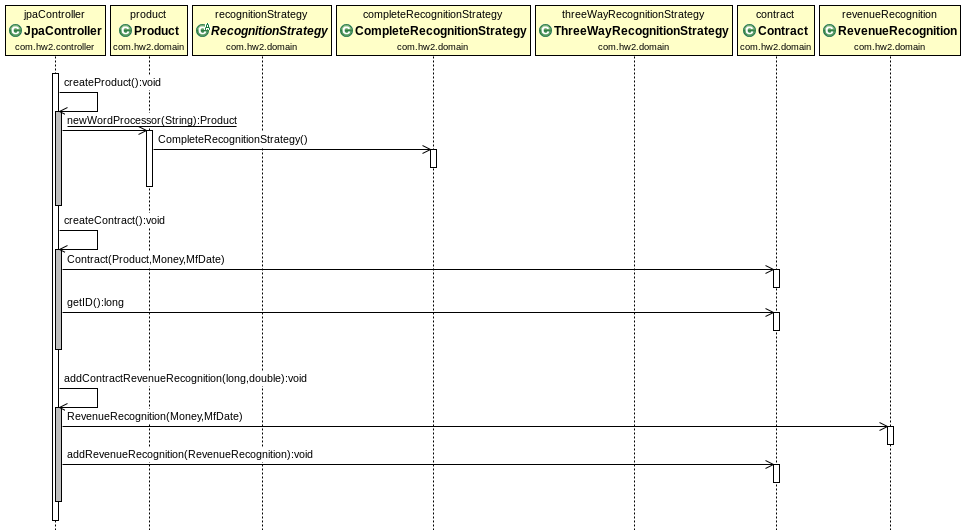 jpaController
JpaController
com.hw2.controller
product
Product
com.hw2.domain
recognitionStrategy
RecognitionStrategy
com.hw2.domain
completeRecognitionStrategy
CompleteRecognitionStrategy
com.hw2.domain
threeWayRecognitionStrategy
ThreeWayRecognitionStrategy
com.hw2.domain
contract
Contract
com.hw2.domain
revenueRecognition
RevenueRecognition
com.hw2.domain
createProduct():void
newWordProcessor(String):Product
CompleteRecognitionStrategy()
createContract():void
Contract(Product,Money,MfDate)
getID():long
addContractRevenueRecognition(long,double):void
RevenueRecognition(Money,MfDate)
addRevenueRecognition(RevenueRecognition):void